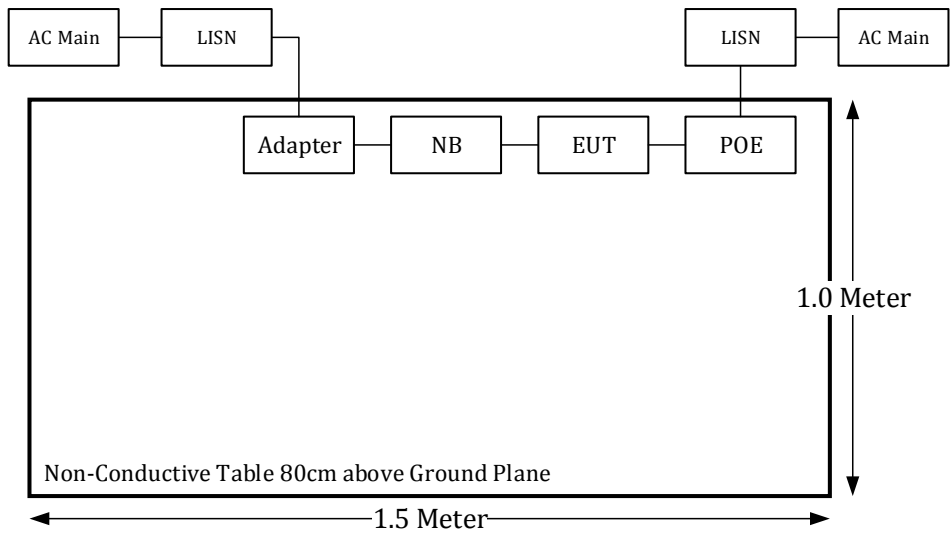 AC Main
LISN
LISN
AC Main
Adapter
NB
EUT
POE
1.0 Meter
Non-Conductive Table 80cm above Ground Plane
1.5 Meter